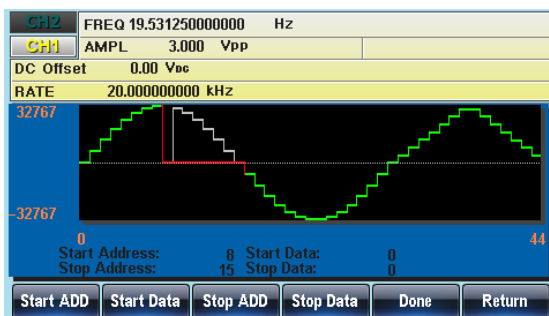 CH2 FREQ 19.531250000000 Hz
CH1 AMPL 3.000 Vpp
DC Offset 0.00 VDC
RATE 20.000000000 kHz
32767
-32767
0 44
Start Address: 8 Start Data: 0
Stop Address: 15 Stop Data: 0
Start ADD Start Data Stop ADD Stop Data Done Return